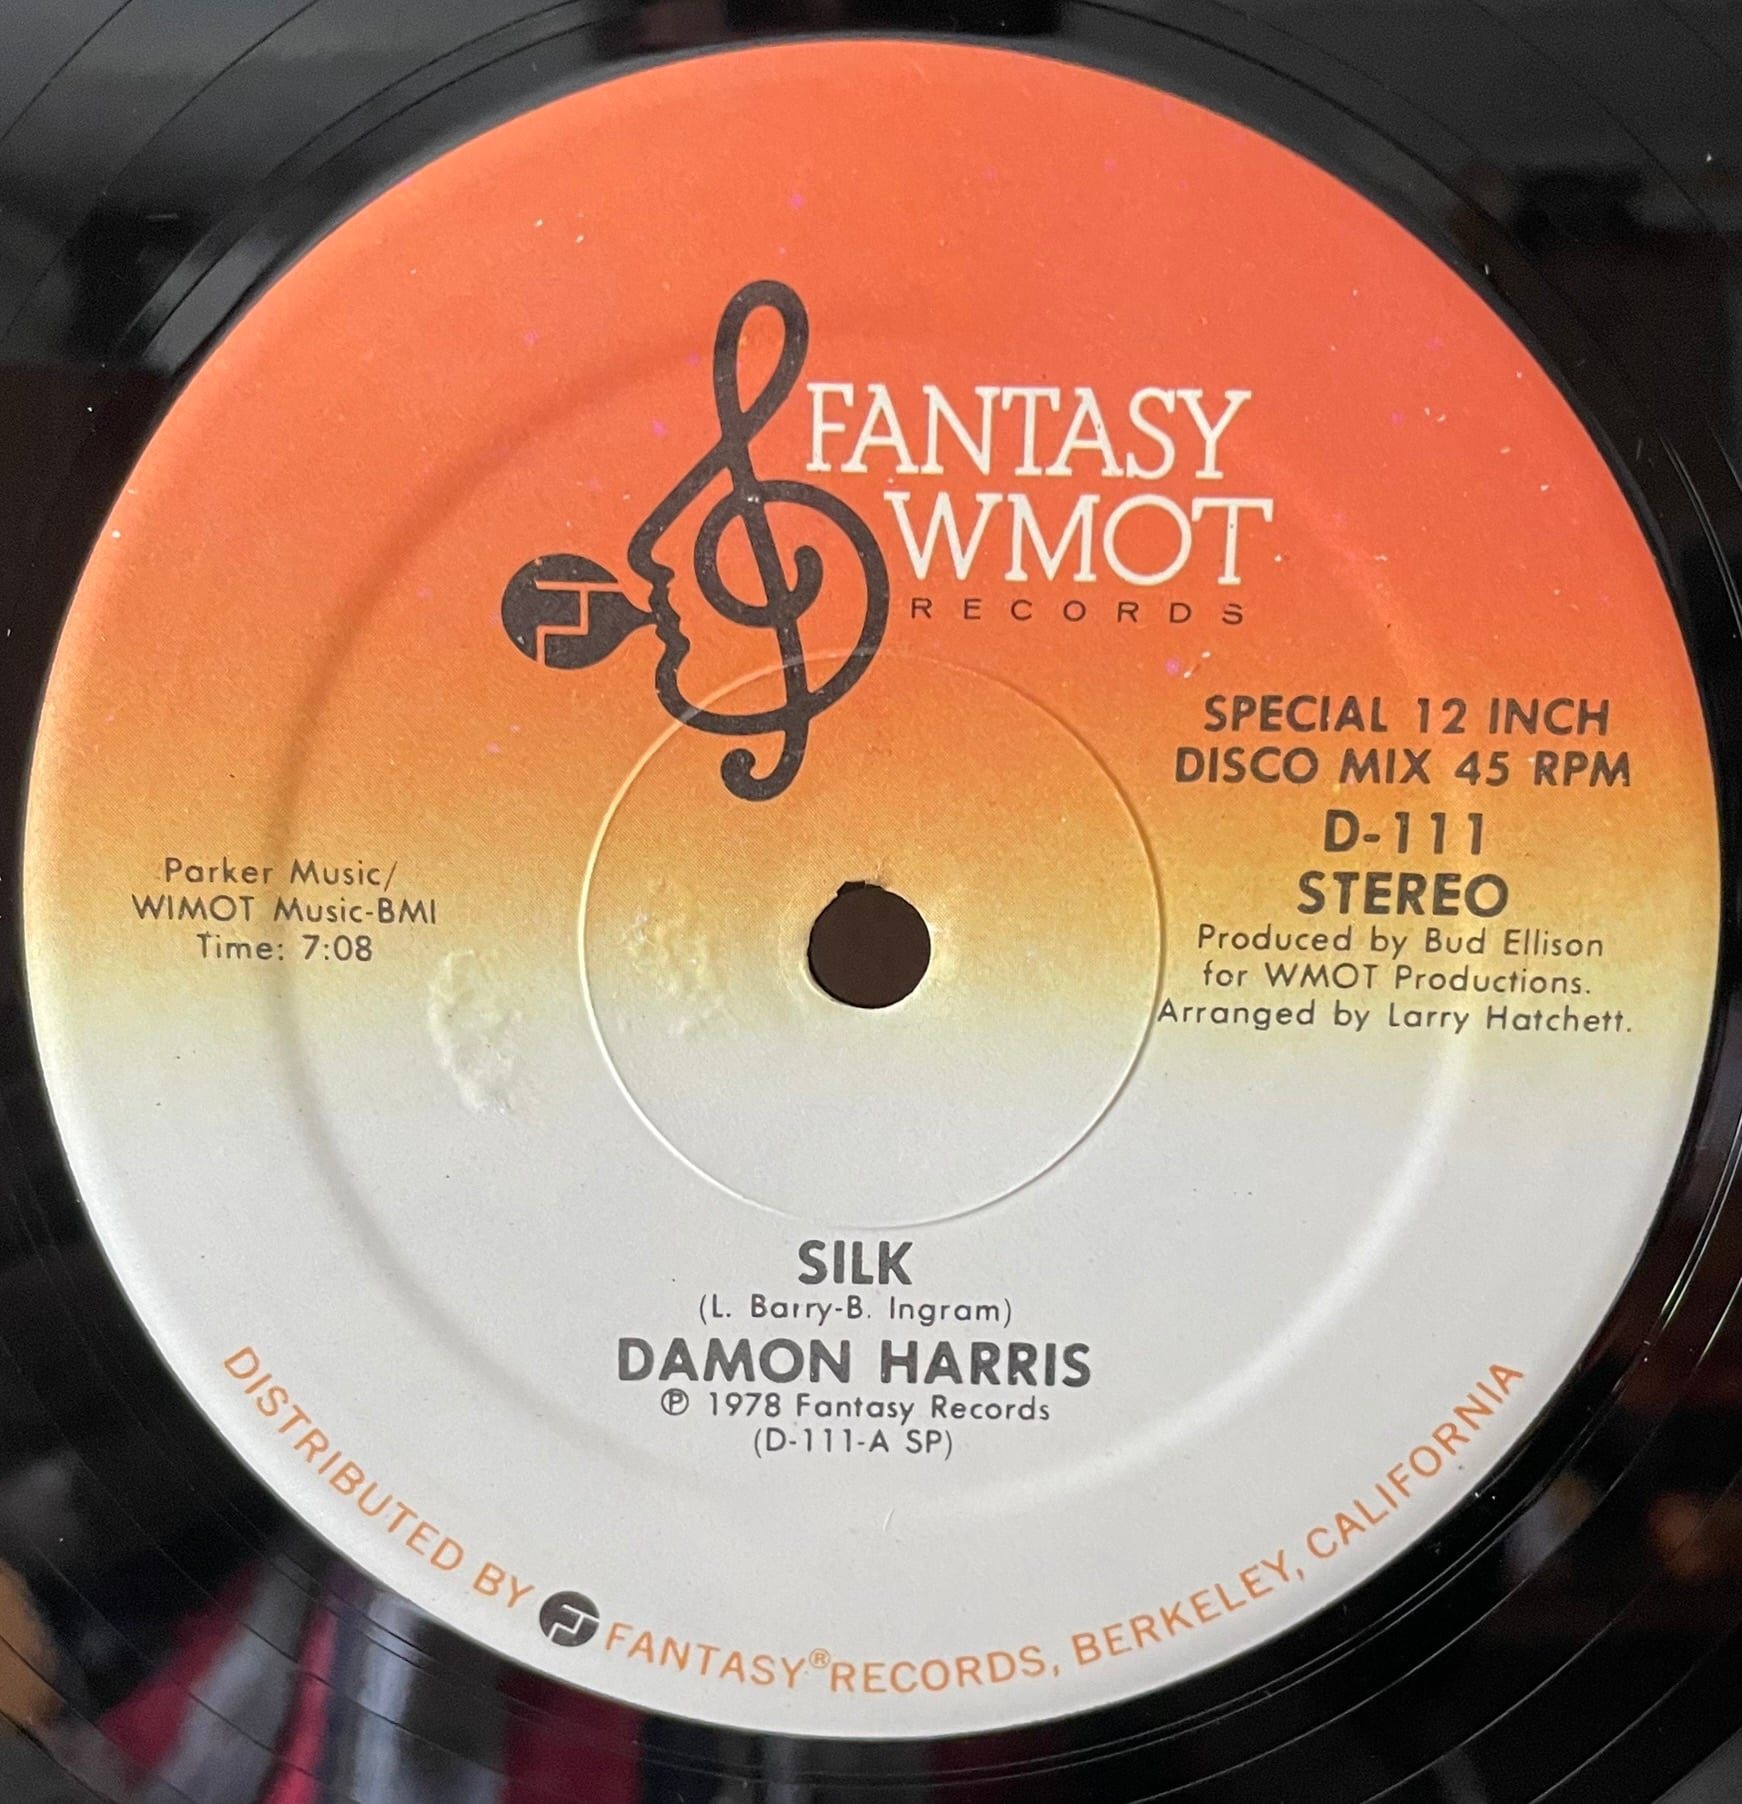 FANTASY
WMOT
RECORDS
SPECIAL 12 INCH
DISCO MIX 45 RPM
D-111
STEREO
Produced by Bud Ellison
for WMOT Productions.
Arranged by Larry Hatchett.
Parker Music/
WIMOT Music-BMI
Time: 7:08
SILK
(L. Barry-B. Ingram)
DAMON HARRIS
℗ 1978 Fantasy Records
(D-111-A SP)
DISTRIBUTED BY FANTASY® RECORDS, BERKELEY, CALIFORNIA